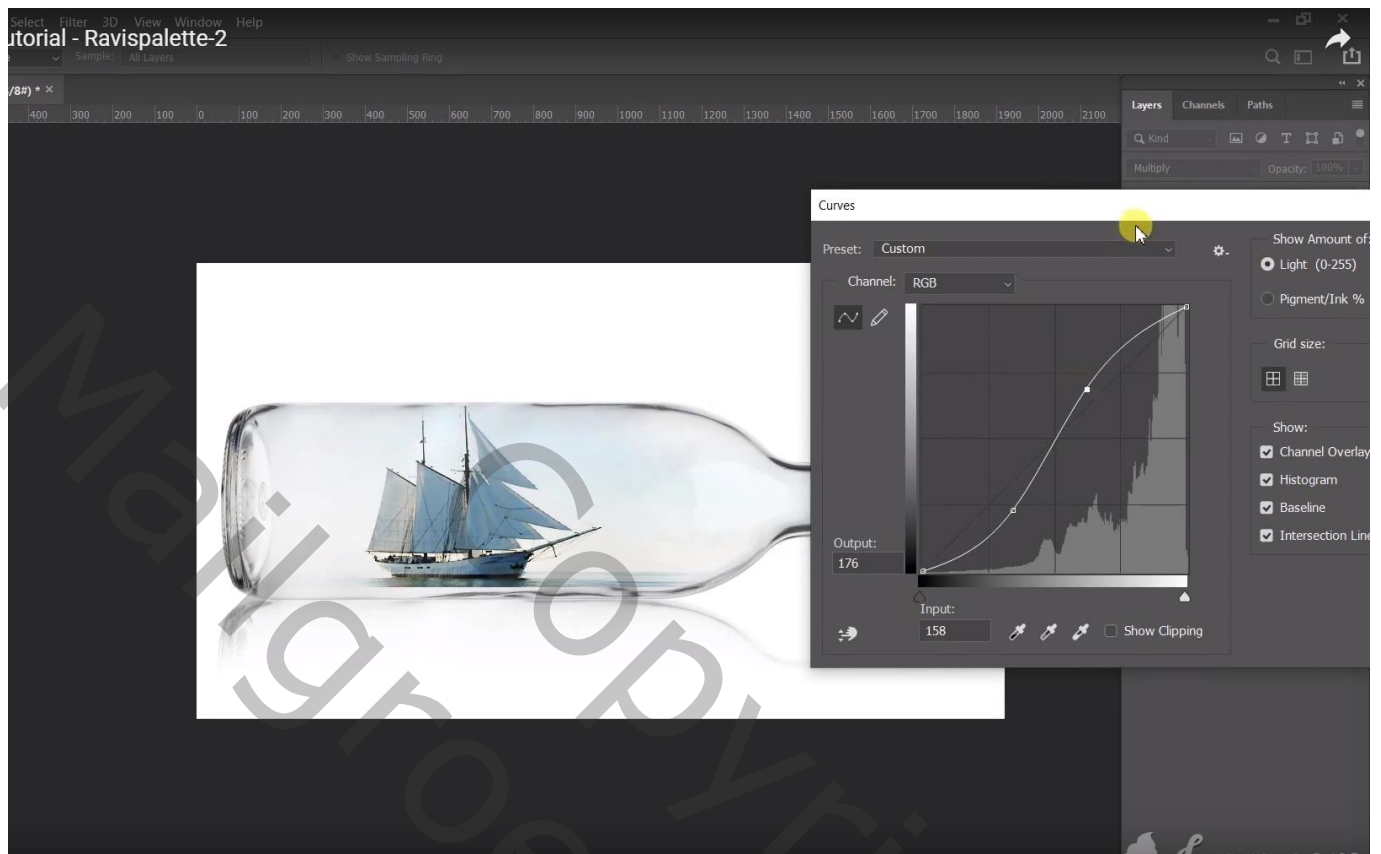 Select Filter 3D View Window Help
utorial - Ravispalette-2
Sample: All Layers Show Sampling Ring
/8#) * ×
400 300 200 100 0 100 200 300 400 500 600 700 800 900 1000 1100 1200 1300 1400 1500 1600 1700 1800 1900 2000 2100
Layers Channels Paths
Kind
Multiply Opacity: 100%
Curves
Preset: Custom
Channel: RGB
Show Amount of:
Light (0-255)
Pigment/Ink %
Grid size:
Show:
Channel Overlay
Histogram
Baseline
Intersection Line
Output:
176
Input:
158
Show Clipping
Mailgro
Copyri